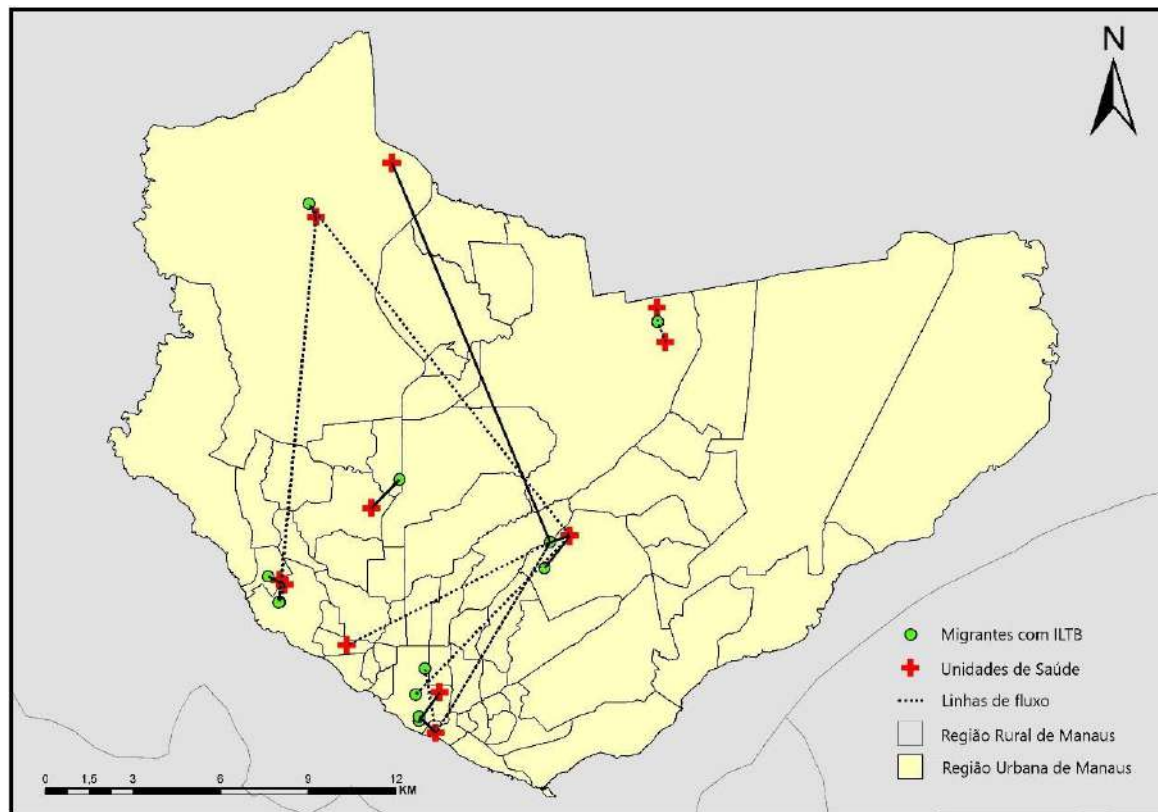 N
Migrantes com ILTB
Unidades de Saúde
Linhas de fluxo
Região Rural de Manaus
Região Urbana de Manaus
0 1,5 3 6 9 12
KM